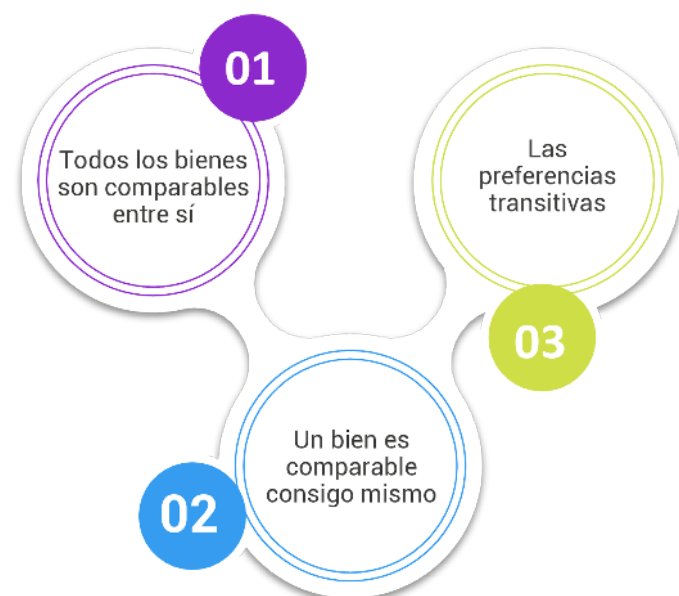 01
Todos los bienes
son comparables
entre sí
02
Un bien es
comparable
consigo mismo
03
Las
preferencias
transitivas